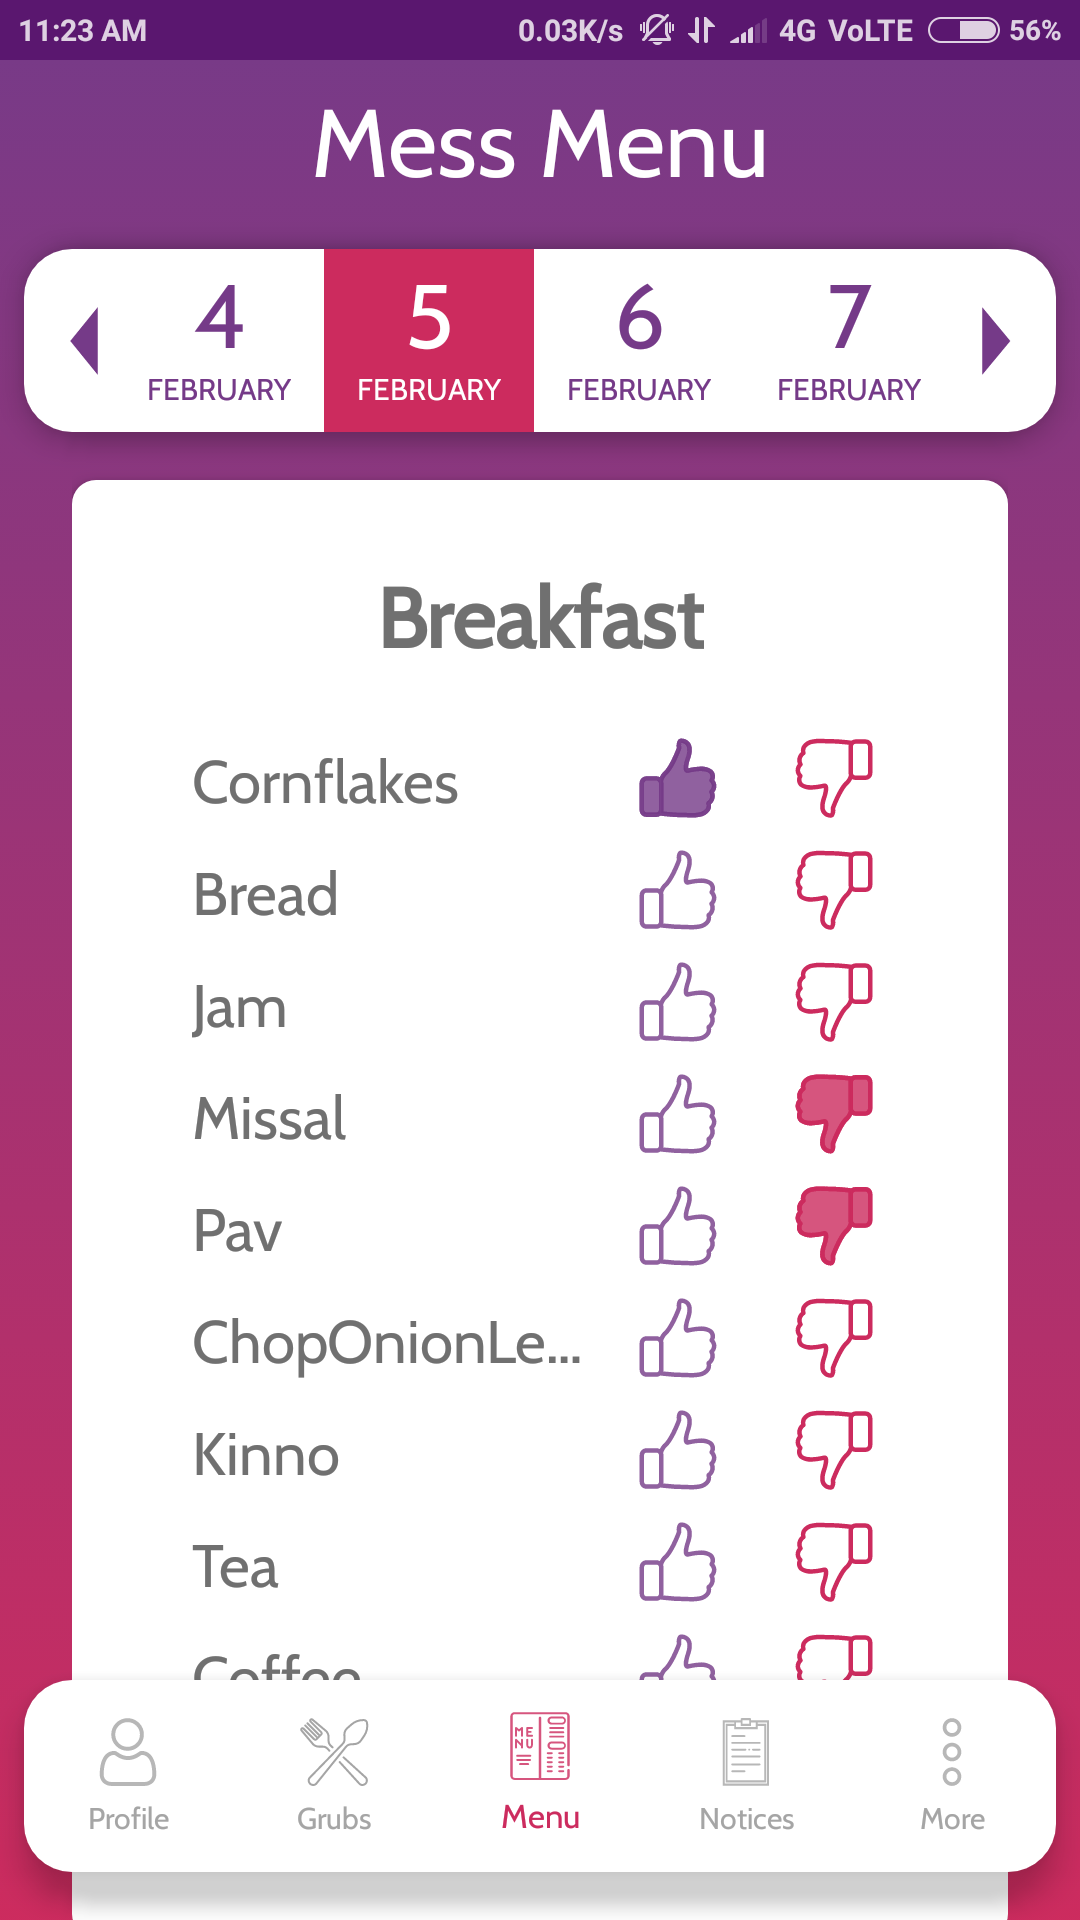 11:23 AM 0.03K/s 4G VoLTE 56%
Mess Menu
4 5 6 7
FEBRUARY FEBRUARY FEBRUARY FEBRUARY
Breakfast
Cornflakes
Bread
Jam
Missal
Pav
ChopOnionLe...
Kinno
Tea
Coffee
MENU
Profile Grubs Menu Notices More